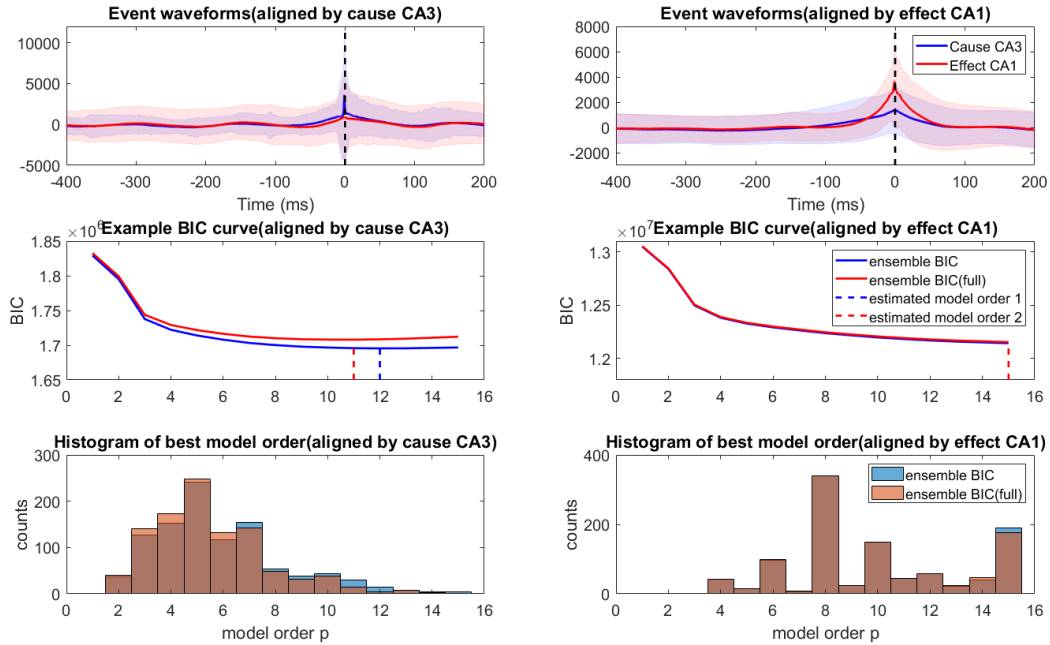 Event waveforms(aligned by cause CA3)
10000
5000
0
-5000
-400 -300 -200 -100 0 100 200
Time (ms)
Event waveforms(aligned by effect CA1)
8000
6000
4000
2000
0
-2000
Cause CA3
Effect CA1
-400 -300 -200 -100 0 100 200
Time (ms)
×10⁶
Example BIC curve(aligned by cause CA3)
1.85
1.8
1.75
1.7
1.65
BIC
0 2 4 6 8 10 12 14 16
×10⁷
Example BIC curve(aligned by effect CA1)
1.3
1.25
1.2
BIC
ensemble BIC
ensemble BIC(full)
estimated model order 1
estimated model order 2
0 2 4 6 8 10 12 14 16
Histogram of best model order(aligned by cause CA3)
300
200
100
0
counts
0 2 4 6 8 10 12 14 16
model order p
Histogram of best model order(aligned by effect CA1)
400
200
0
counts
ensemble BIC
ensemble BIC(full)
0 2 4 6 8 10 12 14 16
model order p